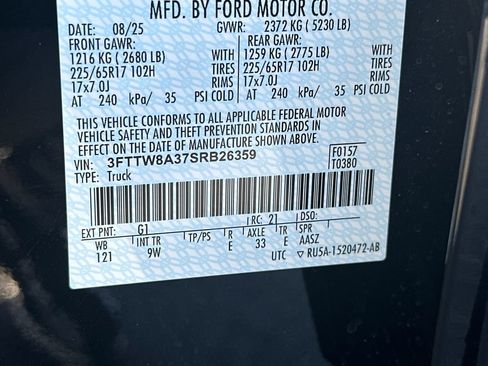 MFD. BY FORD MOTOR CO.
DATE: 08/25 GVWR: 2372 KG ( 5230 LB)
FRONT GAWR: REAR GAWR:
1216 KG ( 2680 LB) 1259 KG ( 2775 LB)
225/65R17 102H TIRES 225/65R17 102H TIRES
17x7.0J RIMS 17x7.0J RIMS
AT 240 kPa/ 35 PSI COLD AT 240 kPa/ 35 PSI COLD
THIS VEHICLE CONFORMS TO ALL APPLICABLE FEDERAL MOTOR
VEHICLE SAFETY AND THEFT PREVENTION STANDARDS IN
EFFECT ON THE DATE OF MANUFACTURE SHOWN ABOVE.
VIN: 3FTTW8A37SRB26359 F0157
TYPE: Truck T0380
EXT PNT: G1 RC: 21 DSO:
WB INT TR TP/PS R AXLE TR SPR
121 9W E 33 E AASZ
UTC ▽ RU5A-1520472-AB